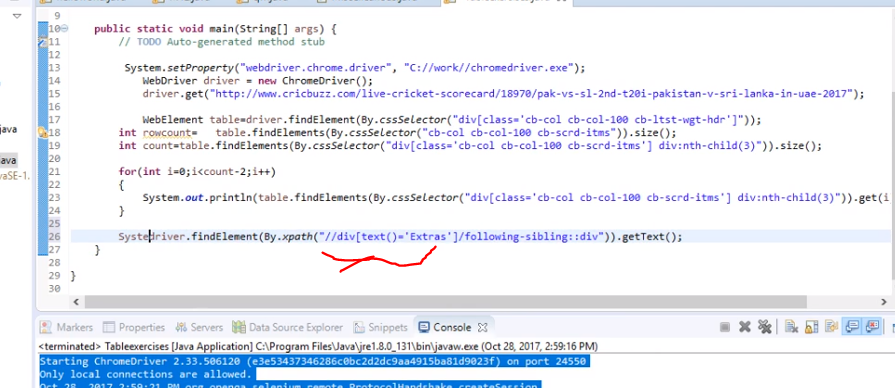 9
10 public static void main(String[] args) {
11 // TODO Auto-generated method stub
12
13 System.setProperty("webdriver.chrome.driver", "C://work//chromedriver.exe");
14 WebDriver driver = new ChromeDriver();
15 driver.get("http://www.cricbuzz.com/live-cricket-scorecard/18970/pak-vs-sl-2nd-t20i-pakistan-v-sri-lanka-in-uae-2017");
16
17 WebElement table=driver.findElement(By.cssSelector("div[class='cb-col cb-col-100 cb-ltst-wgt-hdr']"));
java 18 int rowcount= table.findElements(By.cssSelector("cb-col cb-col-100 cb-scrd-itms")).size();
19 int count=table.findElements(By.cssSelector("div[class='cb-col cb-col-100 cb-scrd-itms'] div:nth-child(3)")).size();
java 20
vaSE-1. 21 for(int i=0;i<count-2;i++)
22 {
23 System.out.println(table.findElements(By.cssSelector("div[class='cb-col cb-col-100 cb-scrd-itms'] div:nth-child(3)")).get(i
24 }
25
26 Systedriver.findElement(By.xpath("//div[text()='Extras']/following-sibling::div")).getText();
27 }
28
29 }
30
Markers Properties Servers Data Source Explorer Snippets Console
<terminated> Tableexercises [Java Application] C:\Program Files\Java\jre1.8.0_131\bin\javaw.exe (Oct 28, 2017, 2:59:16 PM)
Starting ChromeDriver 2.33.506120 (e3e53437346286c0bc2d2dc9aa4915ba81d9023f) on port 24550
Only local connections are allowed.
Oct 28, 2017 2:59:21 PM org.openqa.selenium.remote.ProtocolHandshake createSession